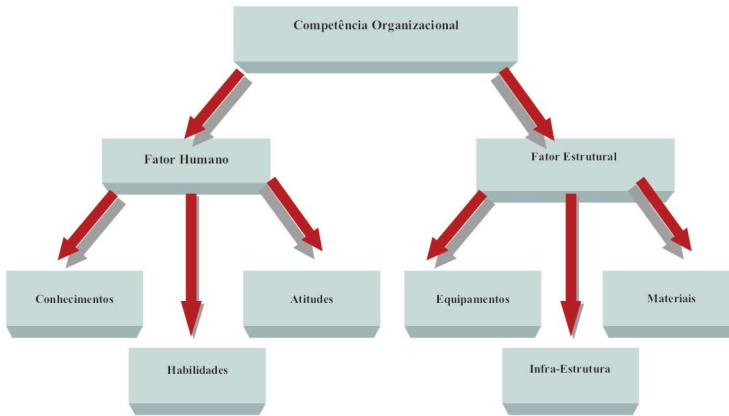 Competência Organizacional
Fator Humano
Fator Estrutural
Conhecimentos
Atitudes
Equipamentos
Materiais
Habilidades
Infra-Estrutura